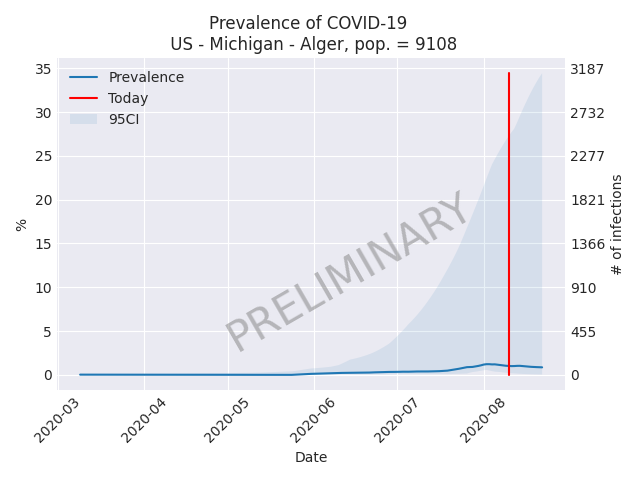 Prevalence of COVID-19
US - Michigan - Alger, pop. = 9108
Prevalence
Today
95CI
35
30
25
20
15
10
5
0
%
3187
2732
2277
1821
1366
910
455
0
# of infections
PRELIMINARY
2020-03
2020-04
2020-05
2020-06
2020-07
2020-08
Date